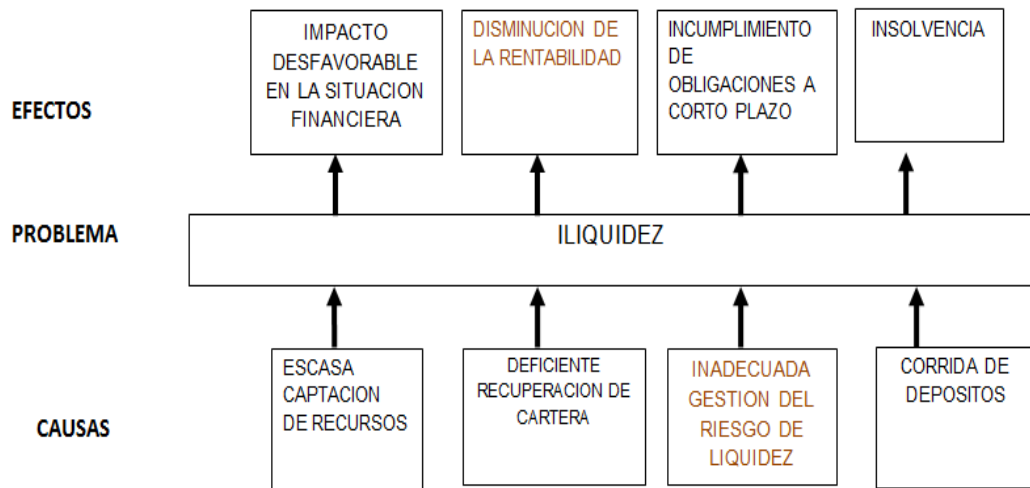 EFECTOS
IMPACTO
DESFAVORABLE
EN LA SITUACION
FINANCIERA
DISMINUCION DE
LA RENTABILIDAD
INCUMPLIMIENTO
DE
OBLIGACIONES A
CORTO PLAZO
INSOLVENCIA
PROBLEMA
ILIQUIDEZ
CAUSAS
ESCASA
CAPTACION
DE RECURSOS
DEFICIENTE
RECUPERACION DE
CARTERA
INADECUADA
GESTION DEL
RIESGO DE
LIQUIDEZ
CORRIDA DE
DEPOSITOS